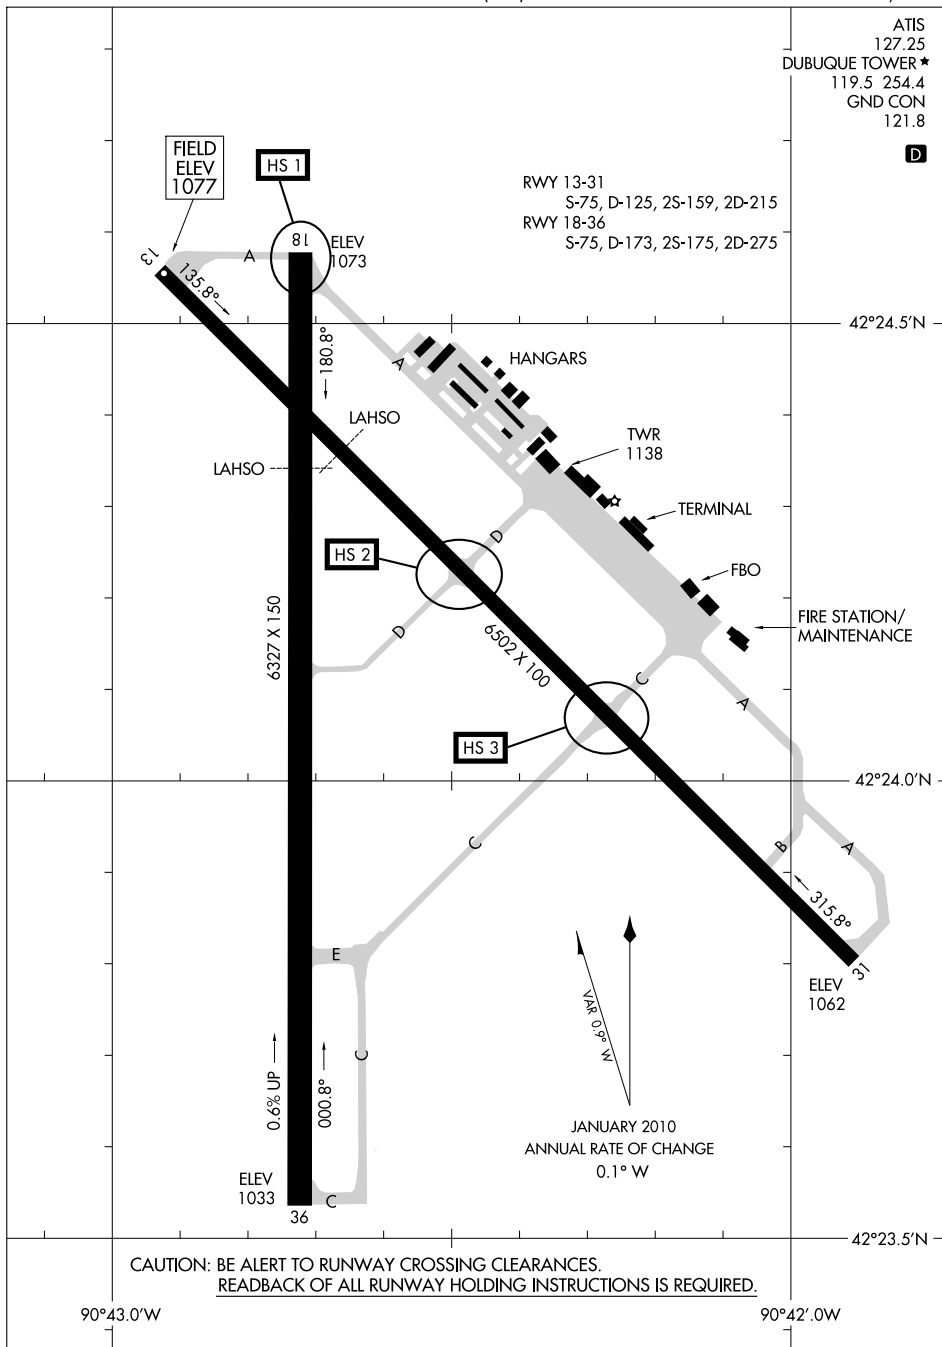 ATIS
127.25
DUBUQUE TOWER ★
119.5 254.4
GND CON
121.8
D
FIELD
ELEV
1077
HS 1
RWY 13-31
S-75, D-125, 2S-159, 2D-215
RWY 18-36
S-75, D-173, 2S-175, 2D-275
13
A
18
ELEV
1073
135.8°
180.8°
42°24.5'N
A
HANGARS
LAHSO
LAHSO
TWR
1138
TERMINAL
D
HS 2
FBO
D
6327 X 150
6502 X 100
FIRE STATION/
MAINTENANCE
C
A
HS 3
42°24.0'N
C
B
A
315.8°
31
ELEV
1062
E
VAR 0.9° W
C
0.6% UP
000.8°
JANUARY 2010
ANNUAL RATE OF CHANGE
0.1° W
ELEV
1033
C
36
42°23.5'N
CAUTION: BE ALERT TO RUNWAY CROSSING CLEARANCES.
READBACK OF ALL RUNWAY HOLDING INSTRUCTIONS IS REQUIRED.
90°43.0'W
90°42'.0W